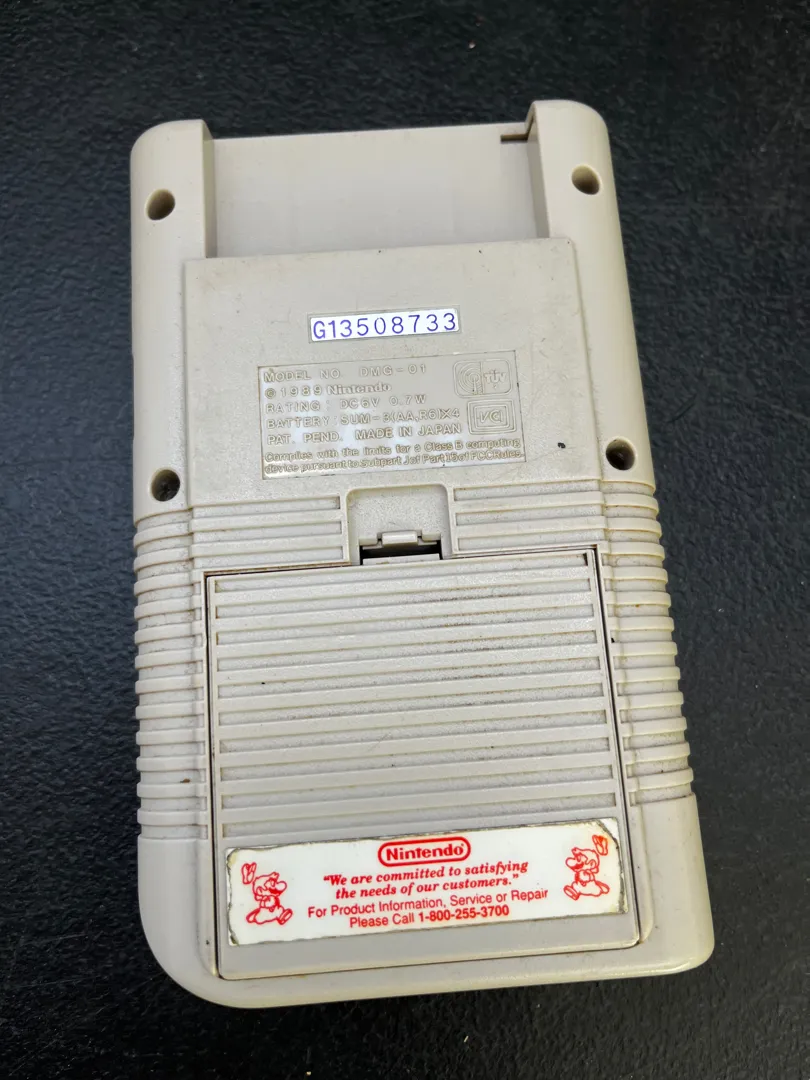 G13508733
MODEL NO. DMG-01
©1989 Nintendo
RATING: DC6V 0.7W
BATTERY: SUM-3(AA,R6)X4
PAT. PEND. MADE IN JAPAN
TÜV
VCI
Complies with the limits for a Class B computing
device pursuant to Subpart J of Part 15 of FCC Rules
Nintendo
"We are committed to satisfying
the needs of our customers."
For Product Information, Service or Repair
Please Call 1-800-255-3700